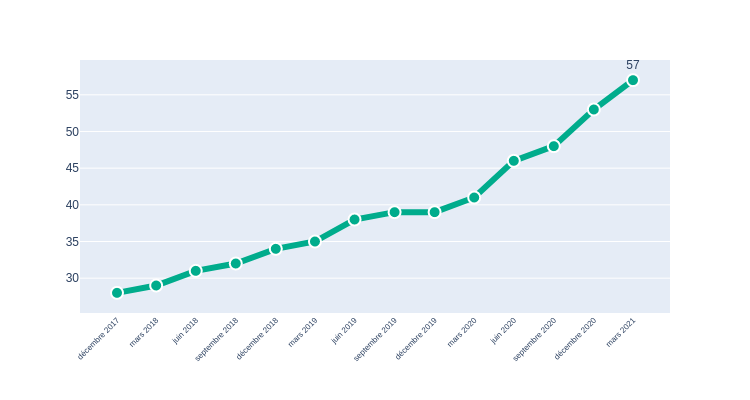 57
55
50
45
40
35
30
décembre 2017
mars 2018
juin 2018
septembre 2018
décembre 2018
mars 2019
juin 2019
septembre 2019
décembre 2019
mars 2020
juin 2020
septembre 2020
décembre 2020
mars 2021